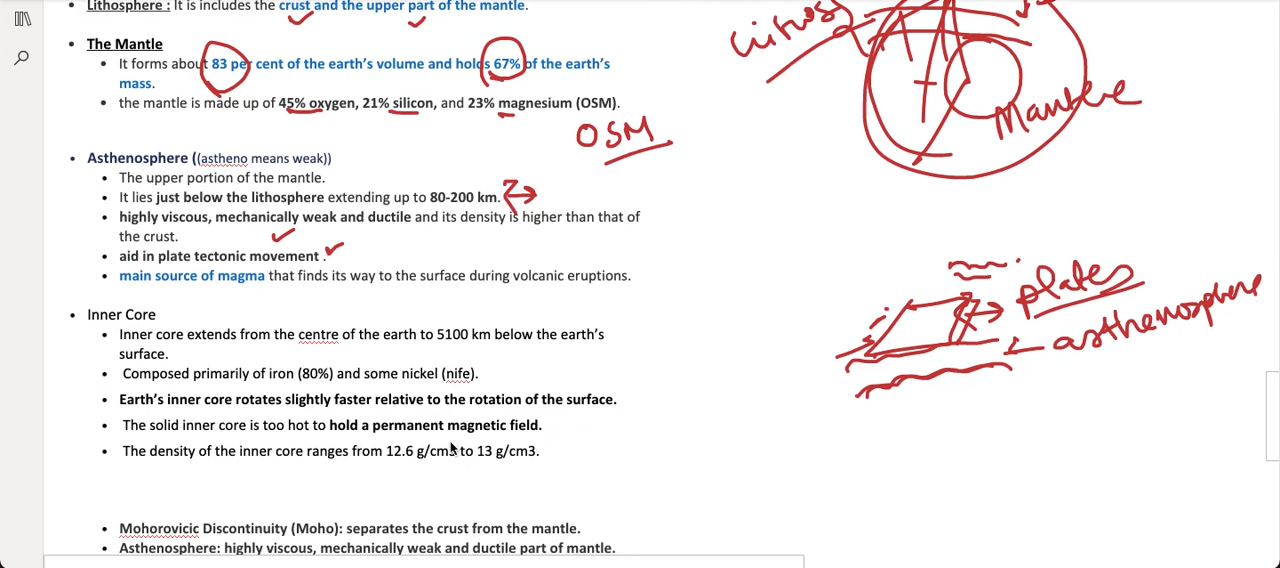 Lithosphere : It is includes the crust and the upper part of the mantle.
The Mantle
It forms about 83 per cent of the earth's volume and holds 67% of the earth's
mass.
the mantle is made up of 45% oxygen, 21% silicon, and 23% magnesium (OSM).
OSM
Mantle
Asthenosphere ((astheno means weak))
The upper portion of the mantle.
It lies just below the lithosphere extending up to 80-200 km.
highly viscous, mechanically weak and ductile and its density is higher than that of
the crust.
aid in plate tectonic movement .
main source of magma that finds its way to the surface during volcanic eruptions.
plates
asthenosphere
Inner Core
Inner core extends from the centre of the earth to 5100 km below the earth's
surface.
Composed primarily of iron (80%) and some nickel (nife).
Earth's inner core rotates slightly faster relative to the rotation of the surface.
The solid inner core is too hot to hold a permanent magnetic field.
The density of the inner core ranges from 12.6 g/cm3 to 13 g/cm3.
Mohorovicic Discontinuity (Moho): separates the crust from the mantle.
Asthenosphere: highly viscous, mechanically weak and ductile part of mantle.